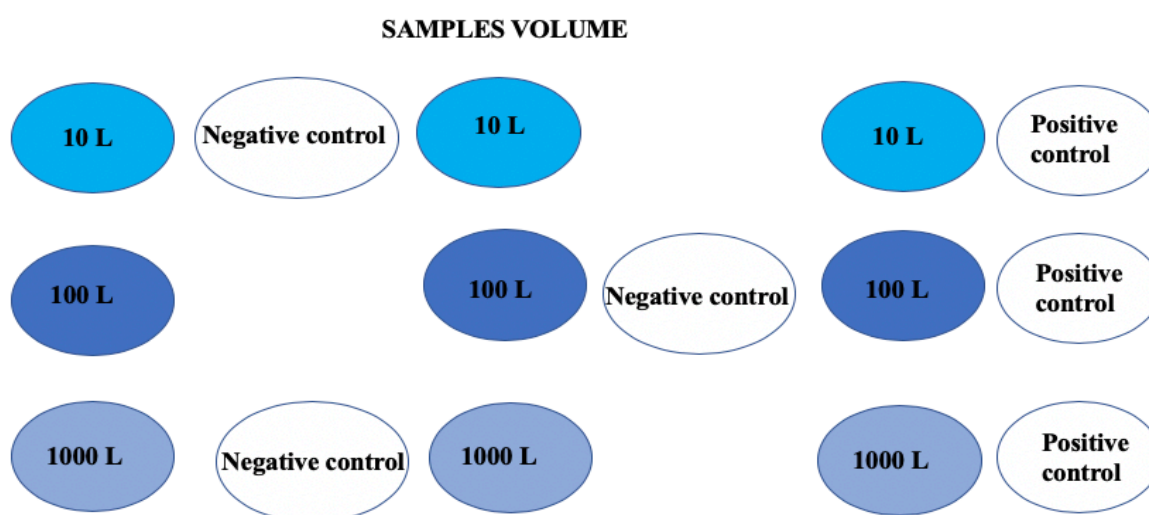 SAMPLES VOLUME
10 L
Negative control
10 L
10 L
Positive
control
100 L
100 L
Negative control
100 L
Positive
control
1000 L
Negative control
1000 L
1000 L
Positive
control